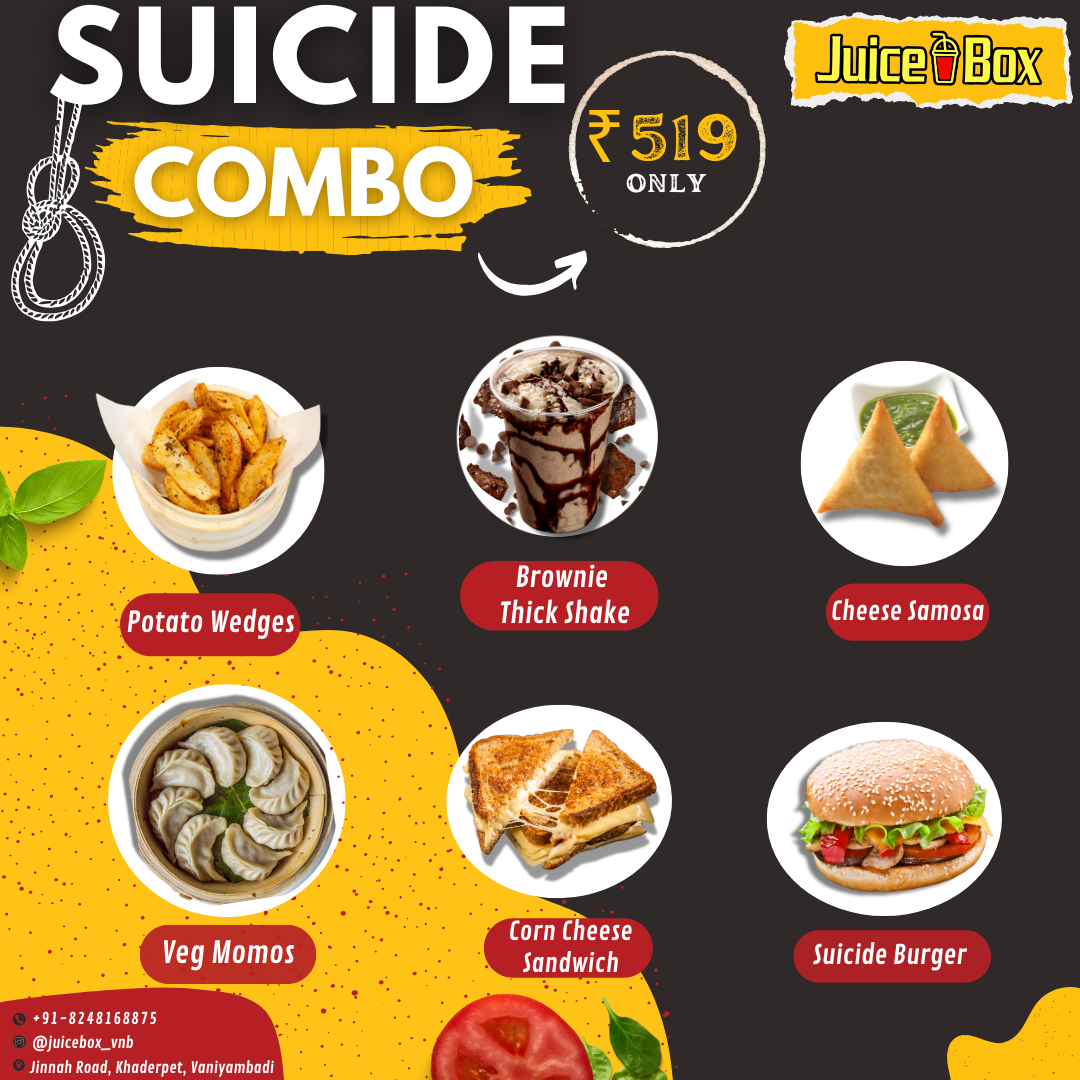 SUICIDE
COMBO
₹ 519
ONLY
Juice Box
Potato Wedges
Brownie
Thick Shake
Cheese Samosa
Veg Momos
Corn Cheese
Sandwich
Suicide Burger
+91-8248168875
@juicebox_vnb
Jinnah Road, Khaderpet, Vaniyambadi